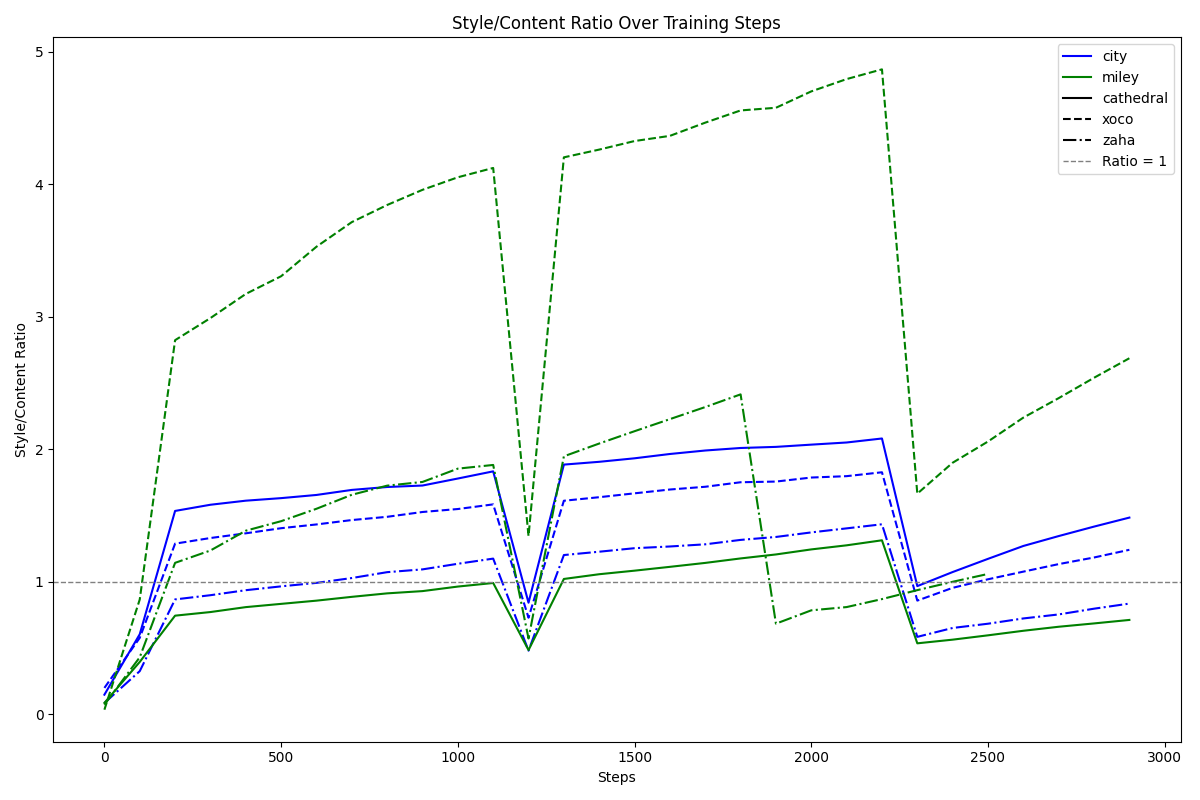 Style/Content Ratio Over Training Steps
city
miley
cathedral
xoco
zaha
Ratio = 1
Style/Content Ratio
5
4
3
2
1
0
0
500
1000
1500
2000
2500
3000
Steps